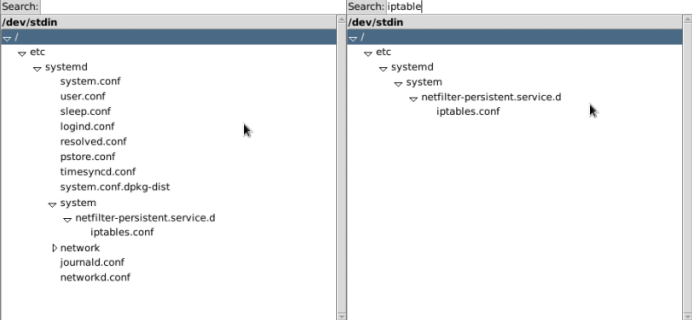 Search:
/dev/stdin
/
etc
systemd
system.conf
user.conf
sleep.conf
logind.conf
resolved.conf
pstore.conf
timesyncd.conf
system.conf.dpkg-dist
system
netfilter-persistent.service.d
iptables.conf
network
journald.conf
networkd.conf
Search: iptable
/dev/stdin
/
etc
systemd
system
netfilter-persistent.service.d
iptables.conf